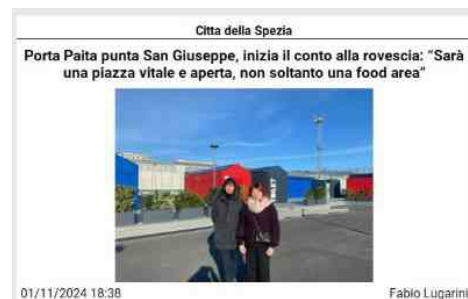 Citta della Spezia
Porta Paita punta San Giuseppe, inizia il conto alla rovescia: “Sarà
una piazza vitale e aperta, non soltanto una food area”
01/11/2024 18:38
Fabio Lugarini